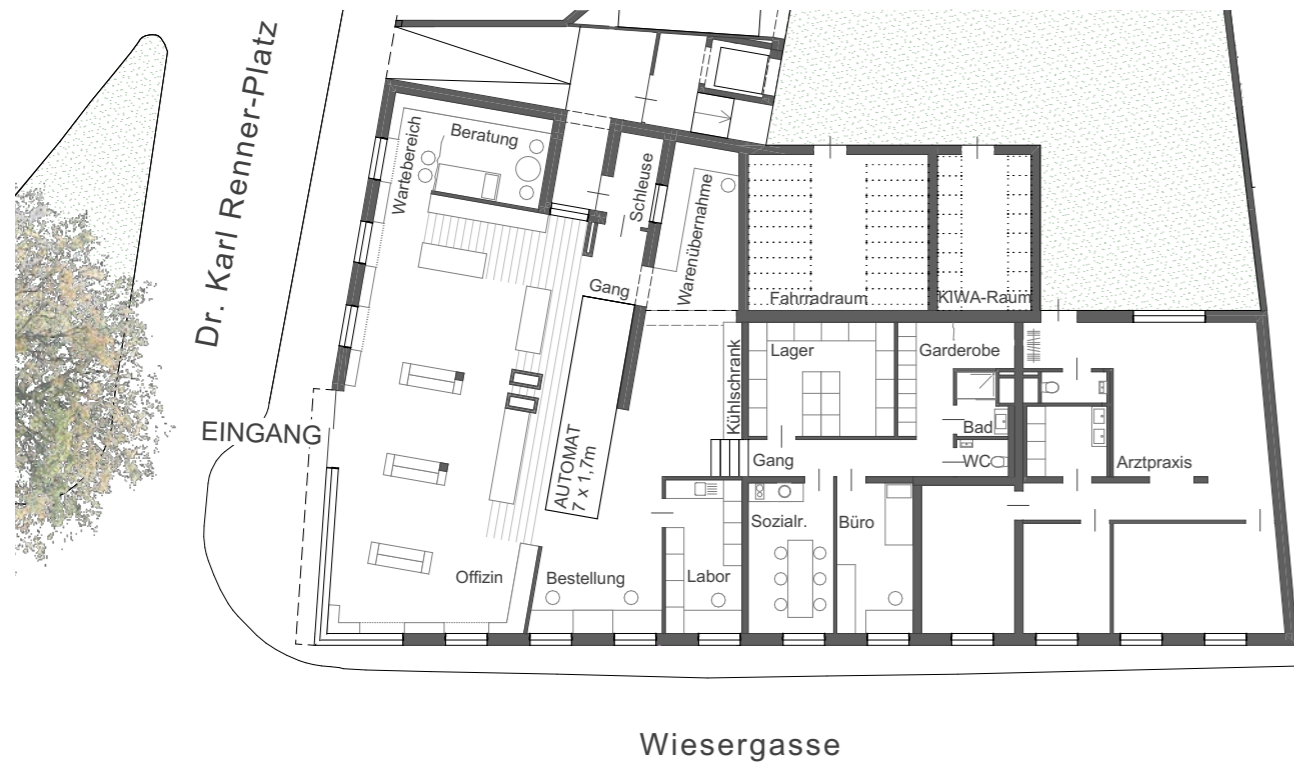 Dr. Karl Renner-Platz
Wartebereich
Beratung
Schleuse
Warenübernahme
Gang
Fahrradraum
KIWA-Raum
Kühlschrank
Lager
Garderobe
EINGANG
AUTOMAT
7 x 1,7m
Gang
Bad
WC
Arztpraxis
Sozialr.
Büro
Offizin
Bestellung
Labor
Wiesergasse